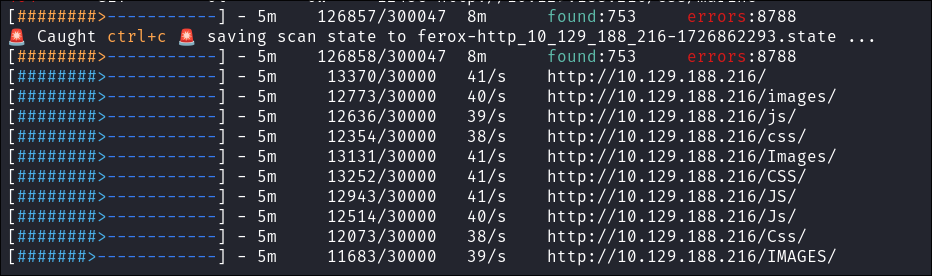 [########>-----------] - 5m    126857/300047  8m      found:753     errors:8788
🚨 Caught ctrl+c 🚨 saving scan state to ferox-http_10_129_188_216-1726862293.state ...
[########>-----------] - 5m    126858/300047  8m      found:753     errors:8788
[########>-----------] - 5m     13370/30000   41/s    http://10.129.188.216/
[########>-----------] - 5m     12773/30000   40/s    http://10.129.188.216/images/
[########>-----------] - 5m     12636/30000   39/s    http://10.129.188.216/js/
[########>-----------] - 5m     12354/30000   38/s    http://10.129.188.216/css/
[########>-----------] - 5m     13131/30000   41/s    http://10.129.188.216/Images/
[########>-----------] - 5m     13252/30000   41/s    http://10.129.188.216/CSS/
[########>-----------] - 5m     12943/30000   41/s    http://10.129.188.216/JS/
[########>-----------] - 5m     12514/30000   40/s    http://10.129.188.216/Js/
[########>-----------] - 5m     12073/30000   38/s    http://10.129.188.216/Css/
[#######>------------] - 5m     11683/30000   39/s    http://10.129.188.216/IMAGES/